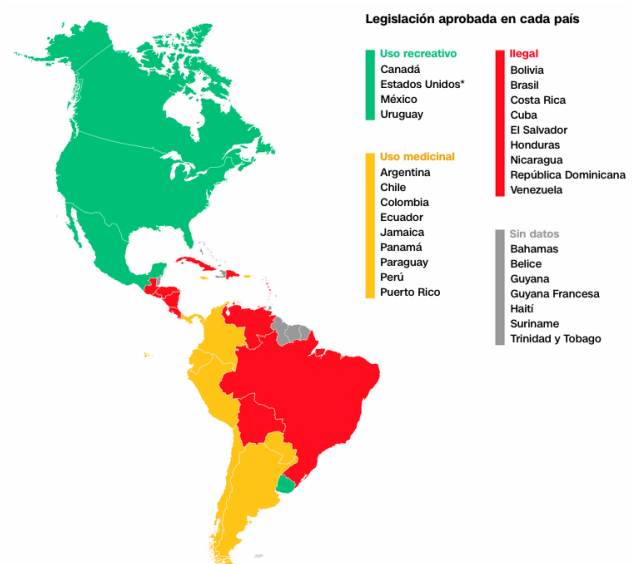 Legislación aprobada en cada país
Uso recreativo
Canadá
Estados Unidos*
México
Uruguay
Uso medicinal
Argentina
Chile
Colombia
Ecuador
Jamaica
Panamá
Paraguay
Perú
Puerto Rico
Ilegal
Bolivia
Brasil
Costa Rica
Cuba
El Salvador
Honduras
Nicaragua
República Dominicana
Venezuela
Sin datos
Bahamas
Belice
Guyana
Guyana Francesa
Haití
Suriname
Trinidad y Tobago